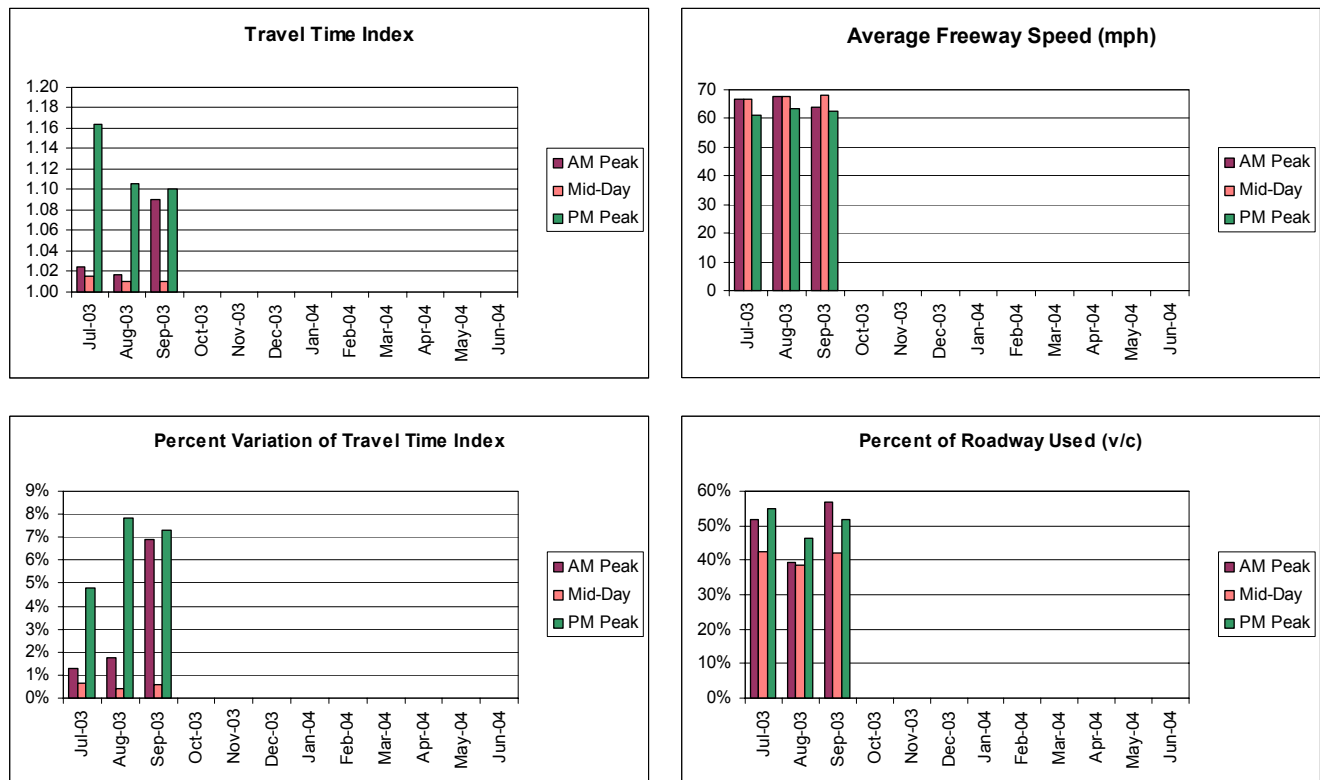 Travel Time Index
1.20
1.18
1.16
1.14
1.12
1.10
1.08
1.06
1.04
1.02
1.00
Jul-03
Aug-03
Sep-03
Oct-03
Nov-03
Dec-03
Jan-04
Feb-04
Mar-04
Apr-04
May-04
Jun-04
AM Peak
Mid-Day
PM Peak
Average Freeway Speed (mph)
70
60
50
40
30
20
10
0
Jul-03
Aug-03
Sep-03
Oct-03
Nov-03
Dec-03
Jan-04
Feb-04
Mar-04
Apr-04
May-04
Jun-04
AM Peak
Mid-Day
PM Peak
Percent Variation of Travel Time Index
9%
8%
7%
6%
5%
4%
3%
2%
1%
0%
Jul-03
Aug-03
Sep-03
Oct-03
Nov-03
Dec-03
Jan-04
Feb-04
Mar-04
Apr-04
May-04
Jun-04
AM Peak
Mid-Day
PM Peak
Percent of Roadway Used (v/c)
60%
50%
40%
30%
20%
10%
0%
Jul-03
Aug-03
Sep-03
Oct-03
Nov-03
Dec-03
Jan-04
Feb-04
Mar-04
Apr-04
May-04
Jun-04
AM Peak
Mid-Day
PM Peak